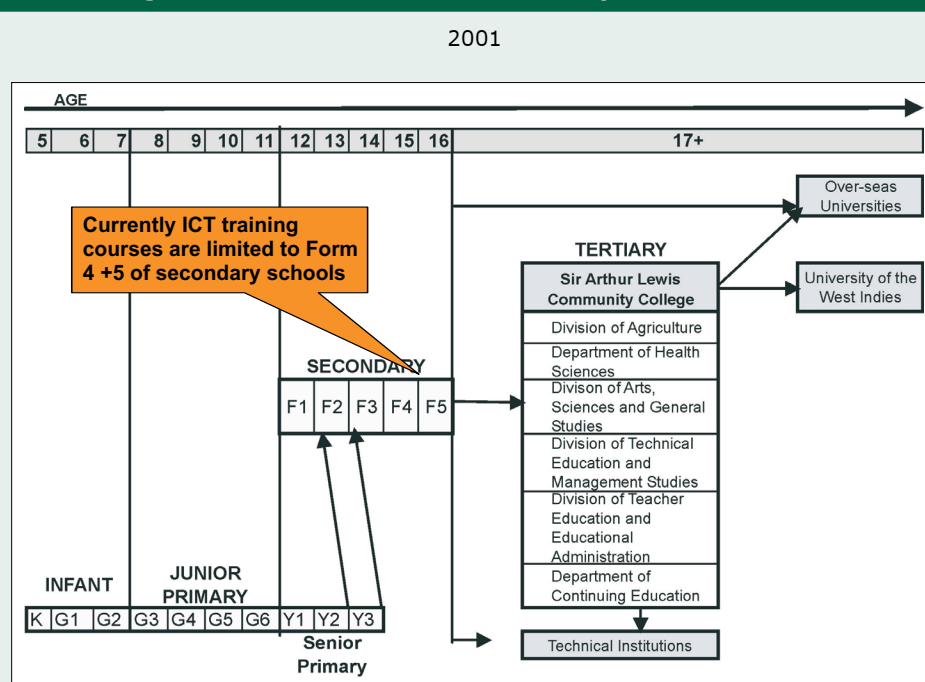 2001
AGE
5 6 7 8 9 10 11 12 13 14 15 16 17+
Over-seas
Universities
Currently ICT training
courses are limited to Form
4 +5 of secondary schools
TERTIARY
Sir Arthur Lewis
Community College
University of the
West Indies
Division of Agriculture
Department of Health
Sciences
Divison of Arts,
Sciences and General
Studies
Division of Technical
Education and
Management Studies
Division of Teacher
Education and
Educational
Administration
Department of
Continuing Education
Technical Institutions
SECONDARY
F1 F2 F3 F4 F5
INFANT
JUNIOR
PRIMARY
K G1 G2 G3 G4 G5 G6 Y1 Y2 Y3
Senior
Primary